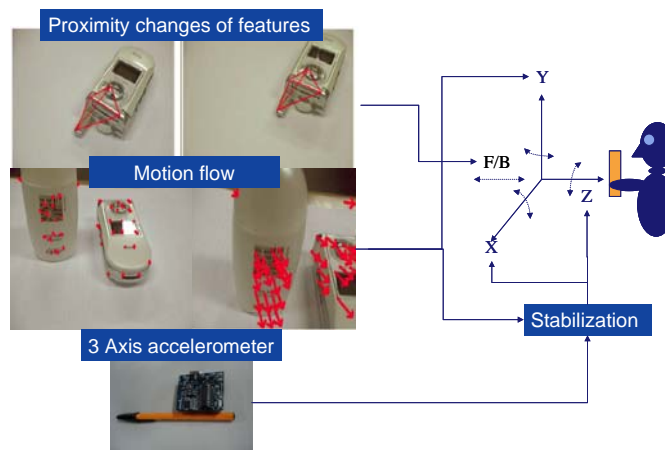 Proximity changes of features
Y
Motion flow
F/B
Z
X
Stabilization
3 Axis accelerometer